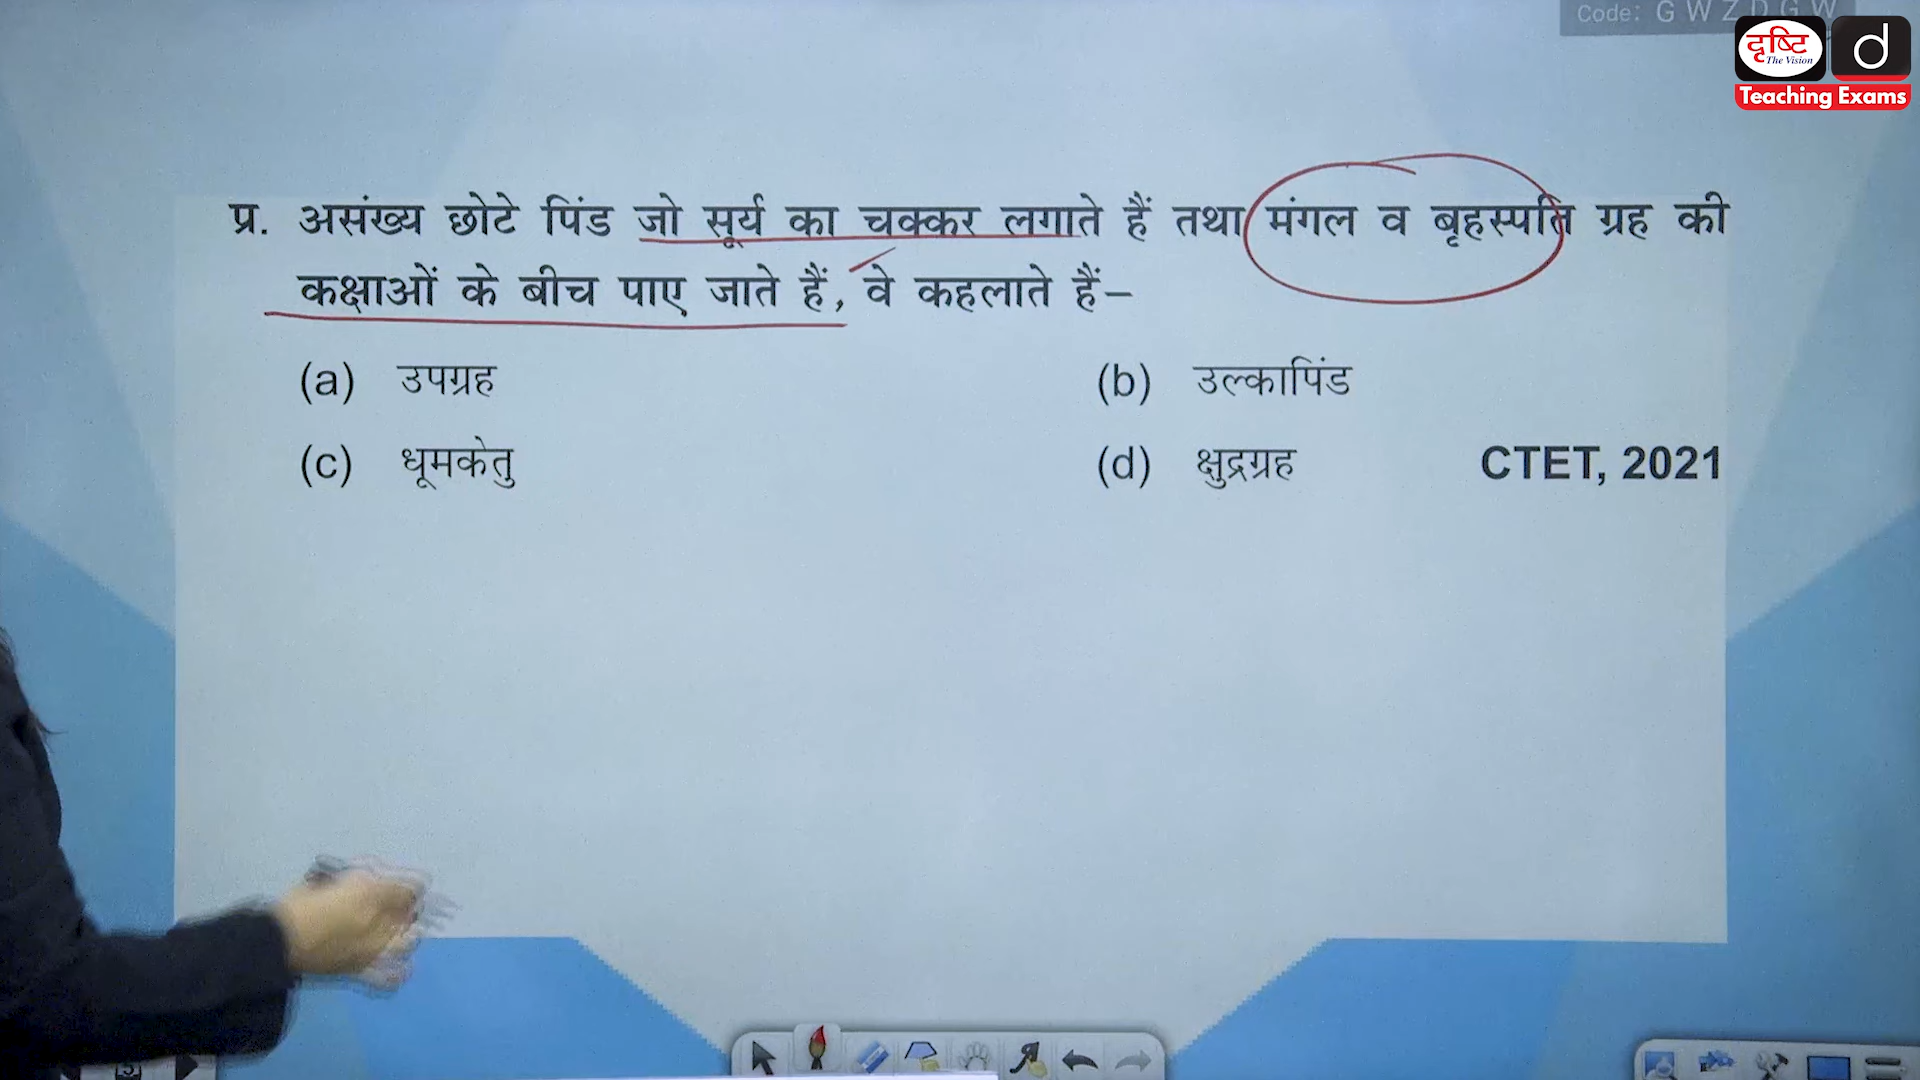 Code: G W Z D G W
दृष्टि
The Vision
d
Teaching Exams
प्र. असंख्य छोटे पिंड जो सूर्य का चक्कर लगाते हैं तथा मंगल व बृहस्पति ग्रह की
कक्षाओं के बीच पाए जाते हैं, वे कहलाते हैं–
(a) उपग्रह (b) उल्कापिंड
(c) धूमकेतु (d) क्षुद्रग्रह CTET, 2021